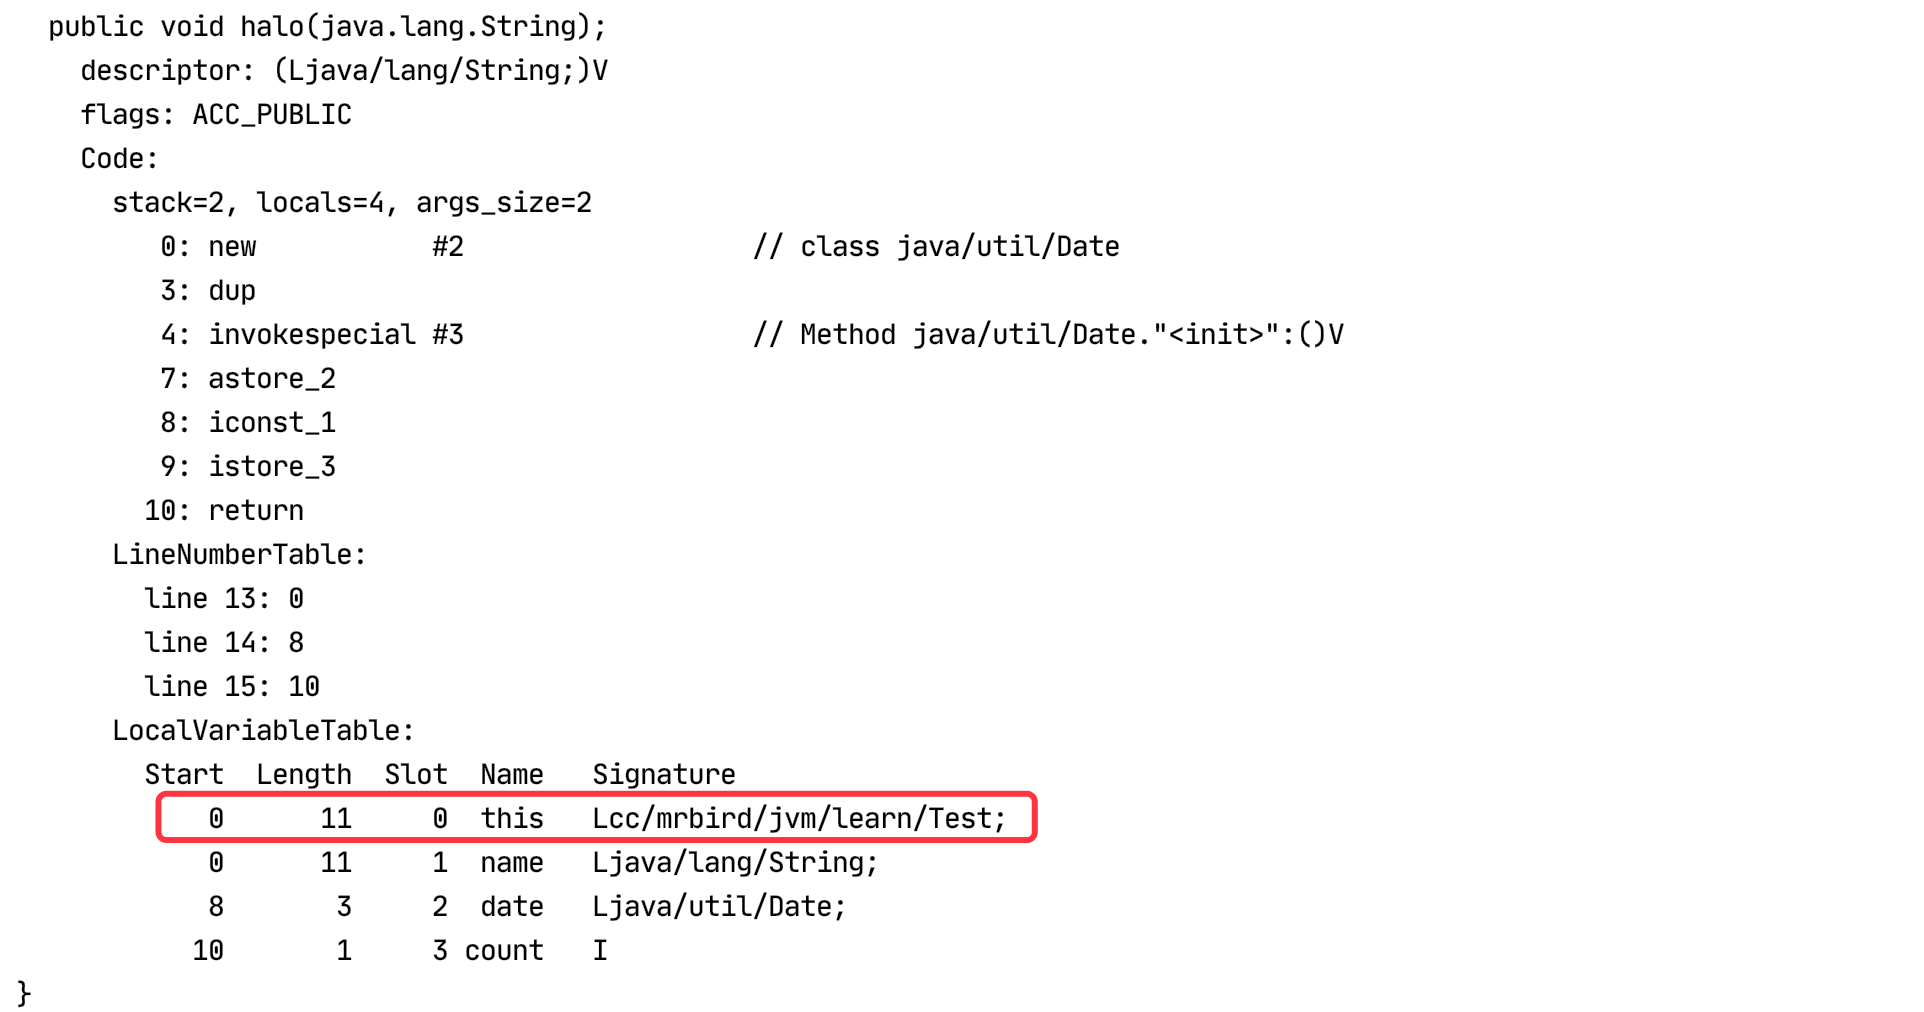 public void halo(java.lang.String);
descriptor: (Ljava/lang/String;)V
flags: ACC_PUBLIC
Code:
stack=2, locals=4, args_size=2
0: new #2 // class java/util/Date
3: dup
4: invokespecial #3 // Method java/util/Date."<init>":()V
7: astore_2
8: iconst_1
9: istore_3
10: return
LineNumberTable:
line 13: 0
line 14: 8
line 15: 10
LocalVariableTable:
Start Length Slot Name Signature
0 11 0 this Lcc/mrbird/jvm/learn/Test;
0 11 1 name Ljava/lang/String;
8 3 2 date Ljava/util/Date;
10 1 3 count I
}